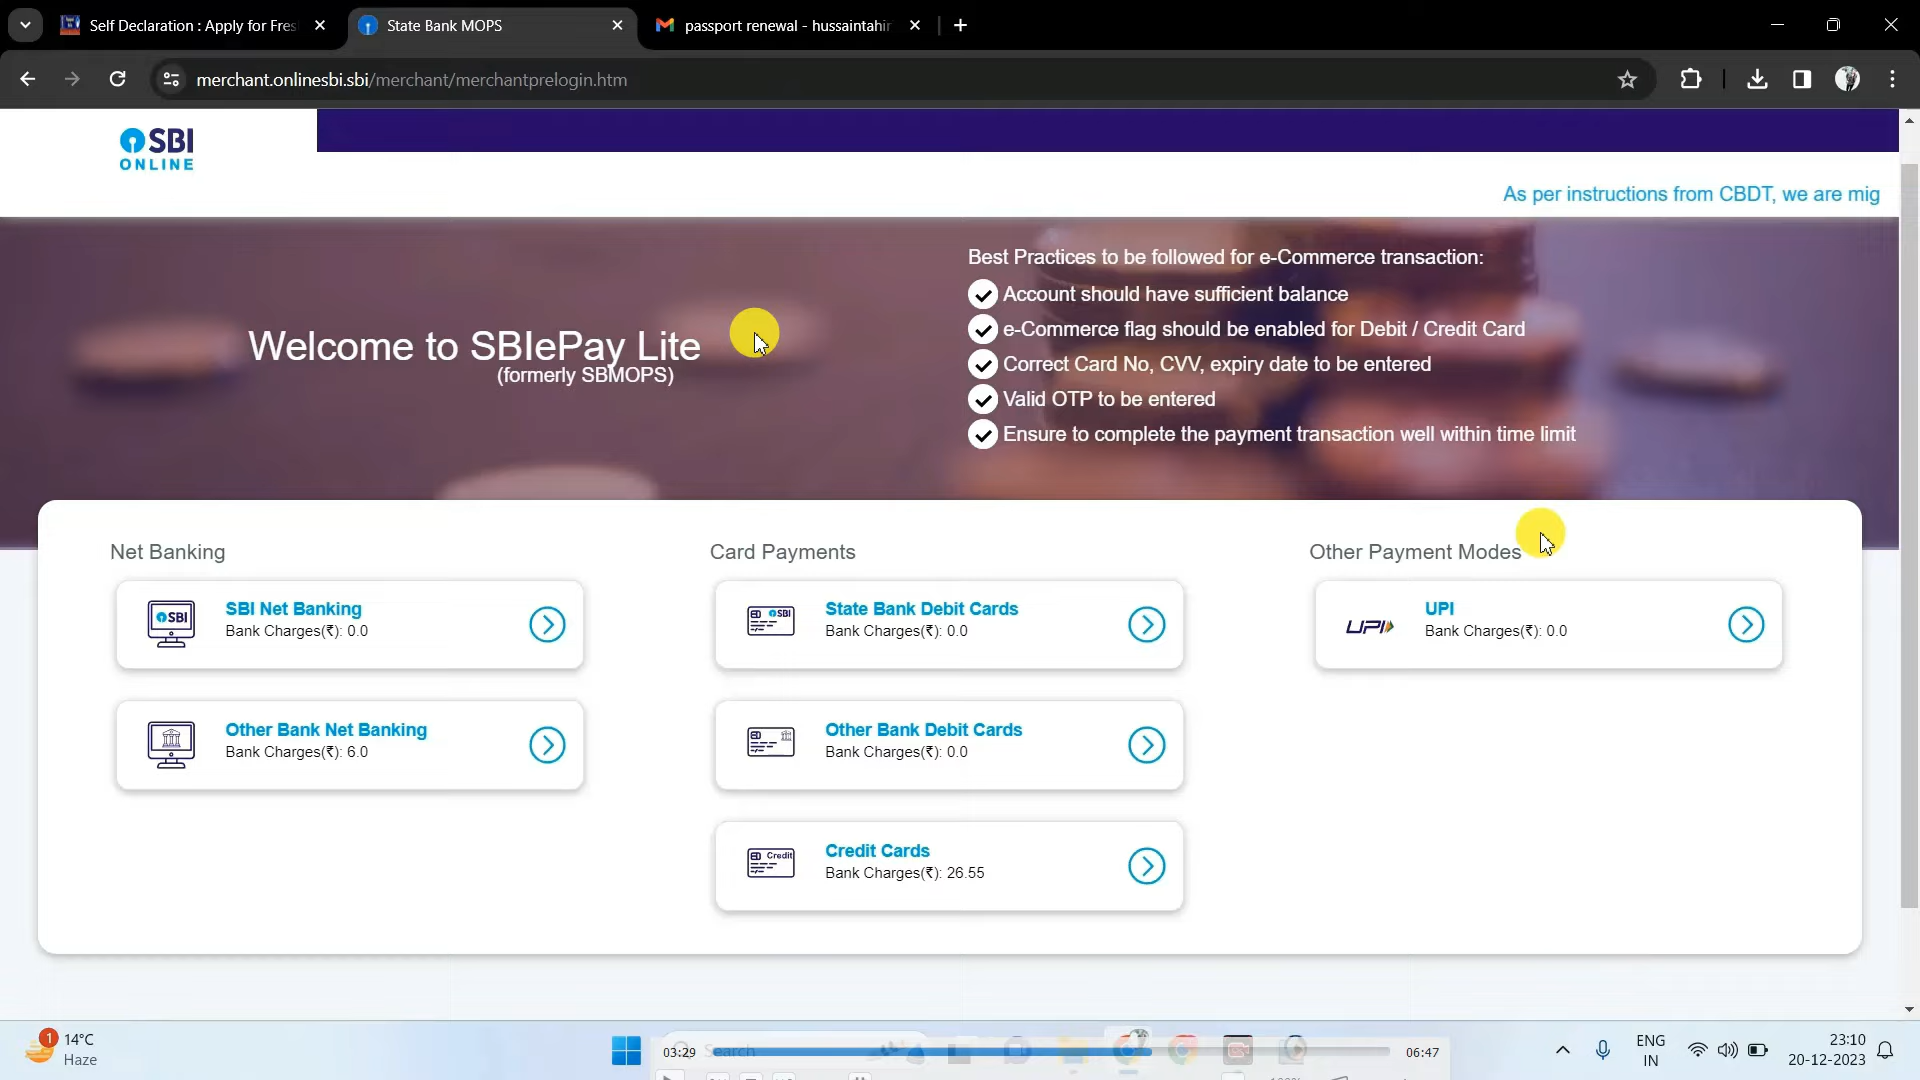 Self Declaration : Apply for Fres
State Bank MOPS
passport renewal - hussaintahir
merchant.onlinesbi.sbi/merchant/merchantprelogin.htm
SBI
ONLINE
As per instructions from CBDT, we are mig
Welcome to SBIePay Lite
(formerly SBMOPS)
Best Practices to be followed for e-Commerce transaction:
Account should have sufficient balance
e-Commerce flag should be enabled for Debit / Credit Card
Correct Card No, CVV, expiry date to be entered
Valid OTP to be entered
Ensure to complete the payment transaction well within time limit
Net Banking
SBI
SBI Net Banking
Bank Charges(₹): 0.0
Other Bank Net Banking
Bank Charges(₹): 6.0
Card Payments
SBI
State Bank Debit Cards
Bank Charges(₹): 0.0
Other Bank Debit Cards
Bank Charges(₹): 0.0
Credit
Credit Cards
Bank Charges(₹): 26.55
Other Payment Modes
UPI
UPI
Bank Charges(₹): 0.0
1
14°C
Haze
03:29
Search
06:47
ENG
IN
23:10
20-12-2023